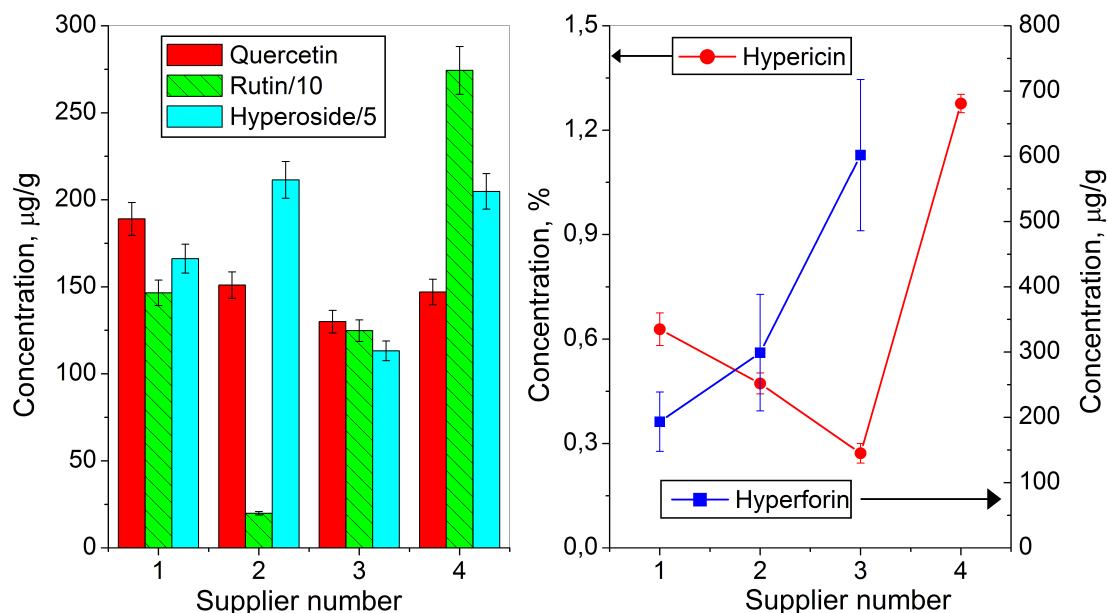 Concentration, μg/g
300
250
200
150
100
50
0
Quercetin
Rutin/10
Hyperoside/5
1 2 3 4
Supplier number
Concentration, %
1,5
1,2
0,9
0,6
0,3
0,0
Hypericin
Hyperforin
1 2 3 4
Supplier number
800
700
600
500
400
300
200
100
0
Concentration, μg/g